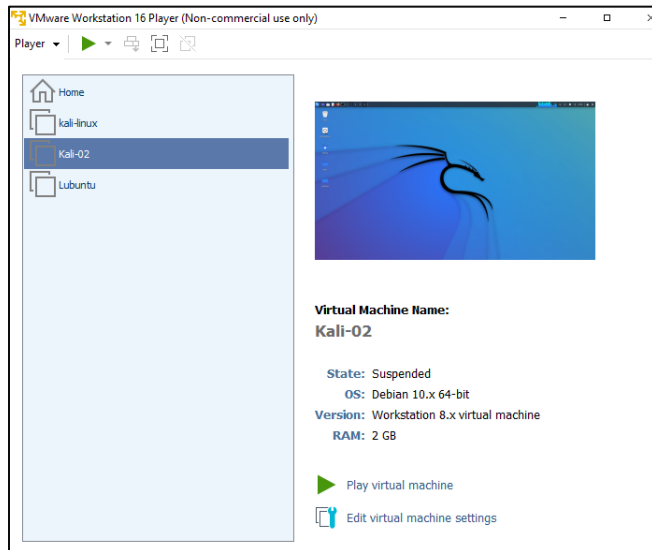 VMware Workstation 16 Player (Non-commercial use only)
Player
Home
kali-linux
Kali-02
Lubuntu
Virtual Machine Name:
Kali-02
State: Suspended
OS: Debian 10.x 64-bit
Version: Workstation 8.x virtual machine
RAM: 2 GB
Play virtual machine
Edit virtual machine settings